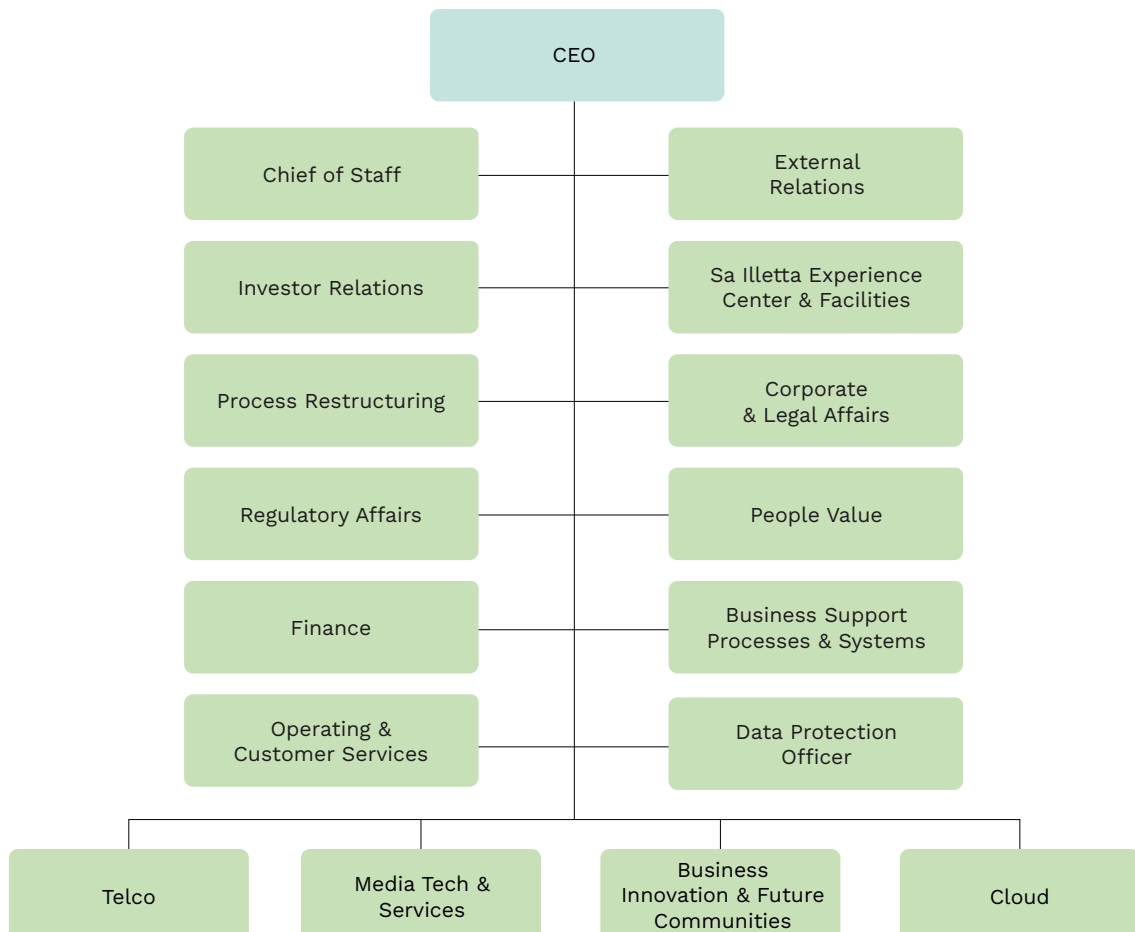 CEO
Chief of Staff
External
Relations
Investor Relations
Sa Illetta Experience
Center & Facilities
Process Restructuring
Corporate
& Legal Affairs
Regulatory Affairs
People Value
Finance
Business Support
Processes & Systems
Operating &
Customer Services
Data Protection
Officer
Telco
Media Tech &
Services
Business
Innovation & Future
Communities
Cloud